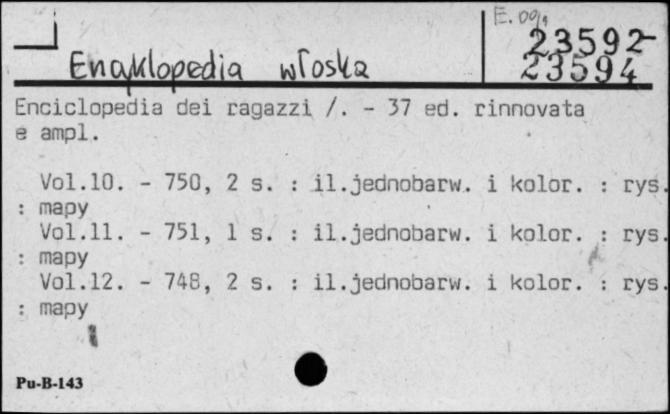 E. 00/1
23592-
23594
Encyklopedia włoska
Enciclopedia dei ragazzi /. - 37 ed. rinnovata
e ampl.
Vol.10. - 750, 2 s. : il.jednobarw. i kolor. : rys.
: mapy
Vol.11. - 751, 1 s. : il.jednobarw. i kolor. : rys.
: mapy
Vol.12. - 748, 2 s. : il.jednobarw. i kolor. : rys.
: mapy
Pu-B-143